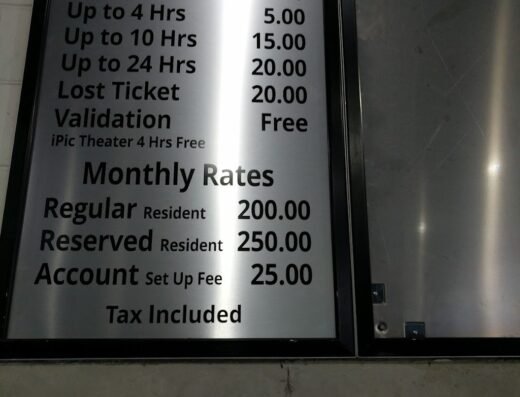 Up to 4 Hrs 5.00
Up to 10 Hrs 15.00
Up to 24 Hrs 20.00
Lost Ticket 20.00
Validation Free
iPic Theater 4 Hrs Free
Monthly Rates
Regular Resident 200.00
Reserved Resident 250.00
Account Set Up Fee 25.00
Tax Included